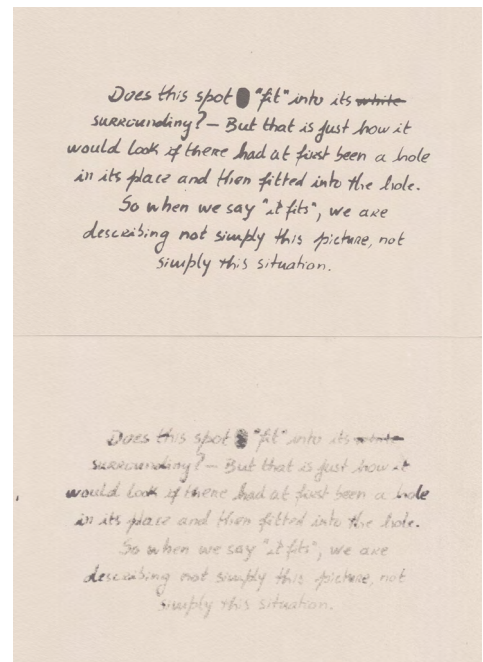 Does this spot "fit" into its white
surrounding? — But that is just how it
would look if there had at first been a hole
in its place and then fitted into the hole.
So when we say "it fits", we are
describing not simply this picture, not
simply this situation.
Does this spot "fit" into its white
surrounding? — But that is just how it
would look if there had at first been a hole
in its place and then fitted into the hole.
So when we say "it fits", we are
describing not simply this picture, not
simply this situation.